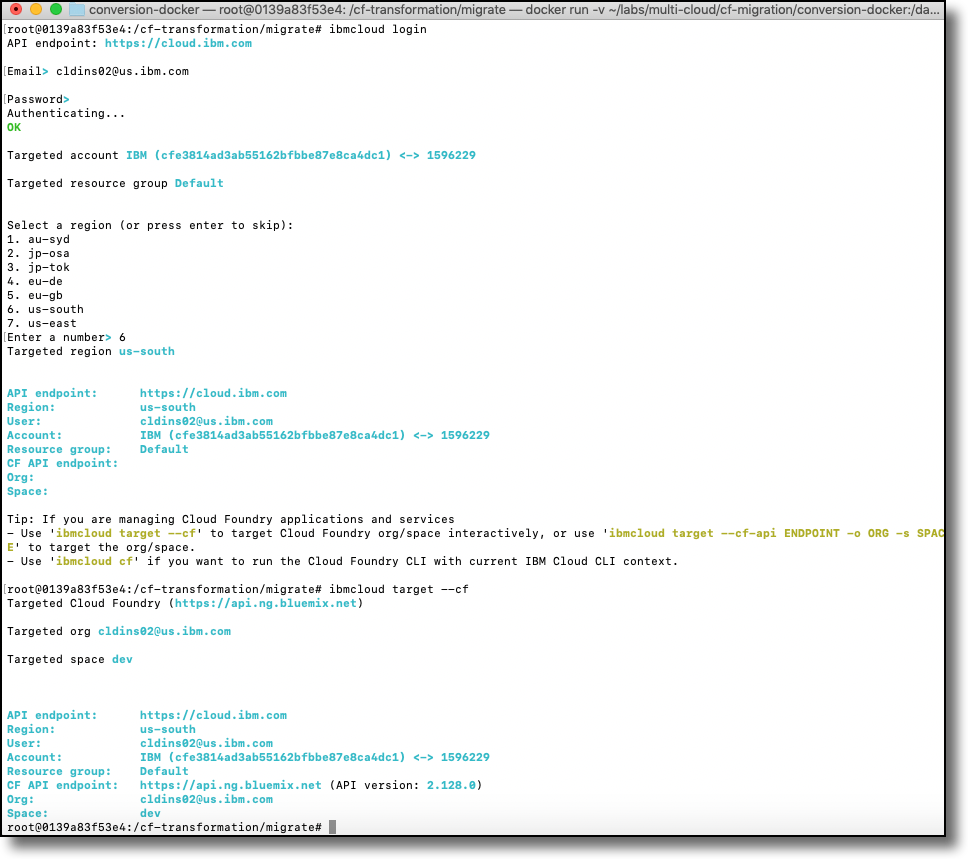 conversion-docker — root@0139a83f53e4: /cf-transformation/migrate — docker run -v ~/labs/multi-cloud/cf-migration/conversion-docker:/da...
[root@0139a83f53e4:/cf-transformation/migrate# ibmcloud login
API endpoint: https://cloud.ibm.com
[Email> cldins02@us.ibm.com
[Password>
Authenticating...
OK
Targeted account IBM (cfe3814ad3ab55162bfbbe87e8ca4dc1) <-> 1596229
Targeted resource group Default
Select a region (or press enter to skip):
1. au-syd
2. jp-osa
3. jp-tok
4. eu-de
5. eu-gb
6. us-south
7. us-east
[Enter a number> 6
Targeted region us-south
API endpoint: https://cloud.ibm.com
Region: us-south
User: cldins02@us.ibm.com
Account: IBM (cfe3814ad3ab55162bfbbe87e8ca4dc1) <-> 1596229
Resource group: Default
CF API endpoint:
Org:
Space:
Tip: If you are managing Cloud Foundry applications and services
- Use 'ibmcloud target --cf' to target Cloud Foundry org/space interactively, or use 'ibmcloud target --cf-api ENDPOINT -o ORG -s SPAC
E' to target the org/space.
- Use 'ibmcloud cf' if you want to run the Cloud Foundry CLI with current IBM Cloud CLI context.
[root@0139a83f53e4:/cf-transformation/migrate# ibmcloud target --cf
Targeted Cloud Foundry (https://api.ng.bluemix.net)
Targeted org cldins02@us.ibm.com
Targeted space dev
API endpoint: https://cloud.ibm.com
Region: us-south
User: cldins02@us.ibm.com
Account: IBM (cfe3814ad3ab55162bfbbe87e8ca4dc1) <-> 1596229
Resource group: Default
CF API endpoint: https://api.ng.bluemix.net (API version: 2.128.0)
Org: cldins02@us.ibm.com
Space: dev
root@0139a83f53e4:/cf-transformation/migrate#